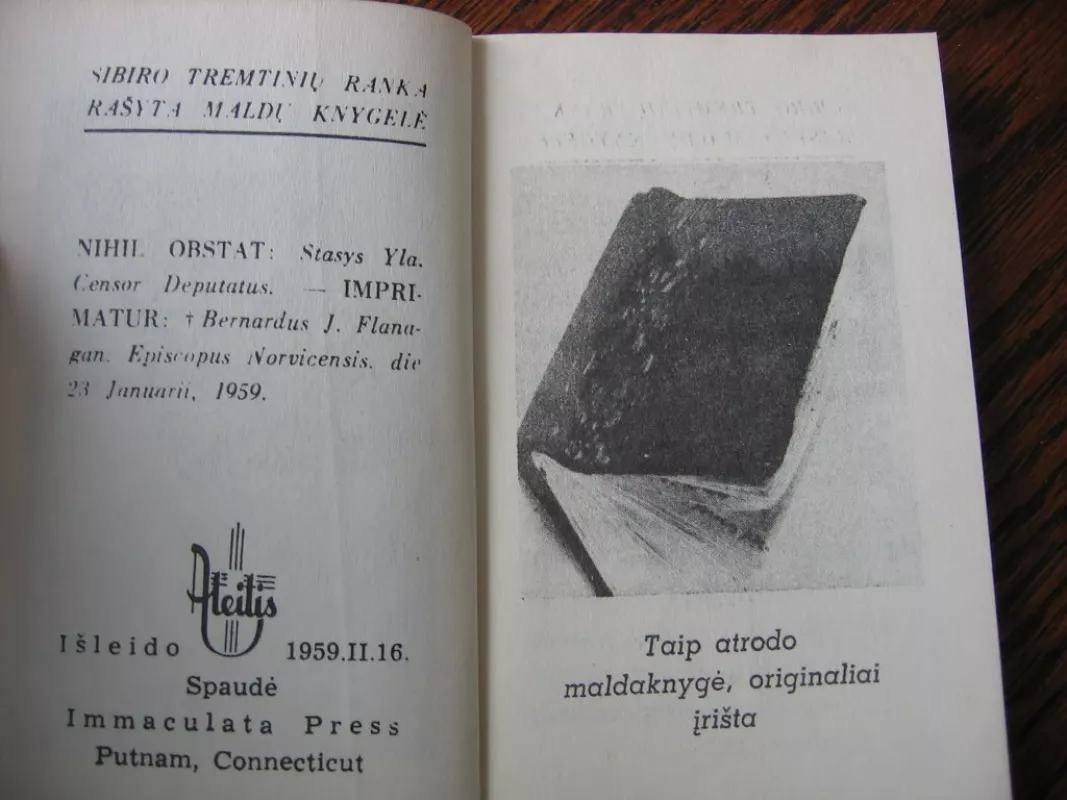 SIBIRO TREMTINIŲ RANKA
RAŠYTA MALDŲ KNYGELĖ
NIHIL OBSTAT: Stasys Yla,
Censor Deputatus. — IMPRI-
MATUR: † Bernardus J. Flana-
gan, Episcopus Norvicensis, die
23 Januarii, 1959.
Ateitis
Išleido 1959.II.16.
Spaudė
Immaculata Press
Putnam, Connecticut
Taip atrodo
maldaknygė, originaliai
įrišta